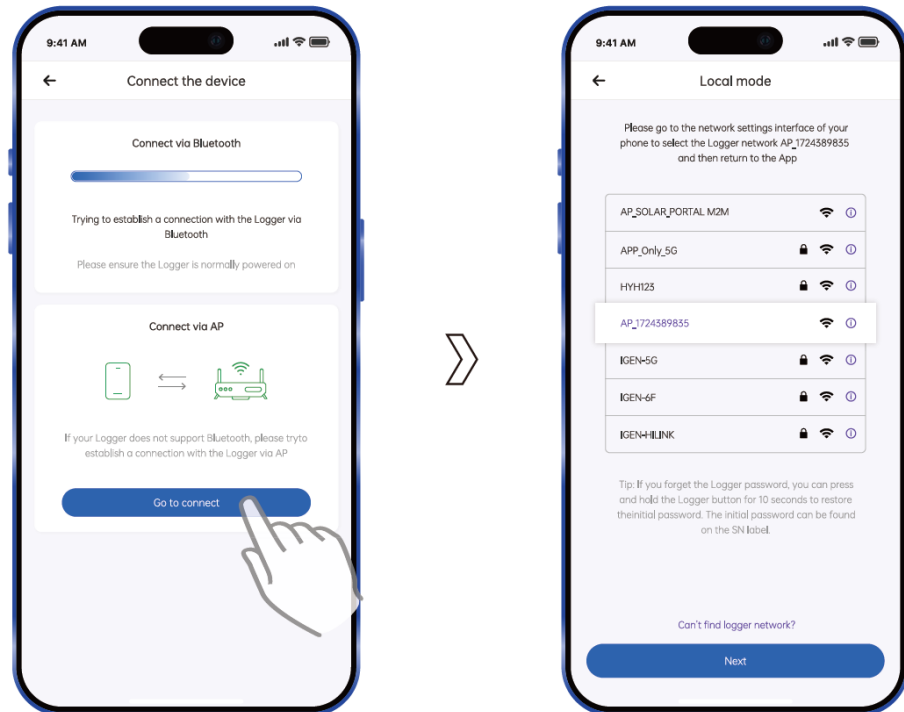 9:41 AM
Connect the device
Connect via Bluetooth
Trying to establish a connection with the Logger via
Bluetooth
Please ensure the Logger is normally powered on
Connect via AP
If your Logger does not support Bluetooth, please tryto
establish a connection with the Logger via AP
Go to connect
9:41 AM
Local mode
Please go to the network settings interface of your
phone to select the Logger network AP_1724389835
and then return to the App
AP_SOLAR_PORTAL M2M
APP_Only_5G
HYH123
AP_1724389835
IGEN-5G
IGEN-6F
IGEN-HILINK
Tip: If you forget the Logger password, you can press
and hold the Logger button for 10 seconds to restore
theinitial password. The initial password can be found
on the SN label.
Can't find logger network?
Next